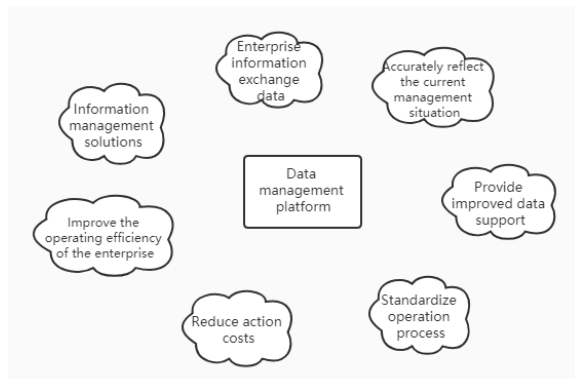 Enterprise
information
exchange
data
Accurately reflect
the current
management
situation
Information
management
solutions
Data
management
platform
Provide
improved data
support
Improve the
operating efficiency
of the enterprise
Standardize
operation
process
Reduce action
costs